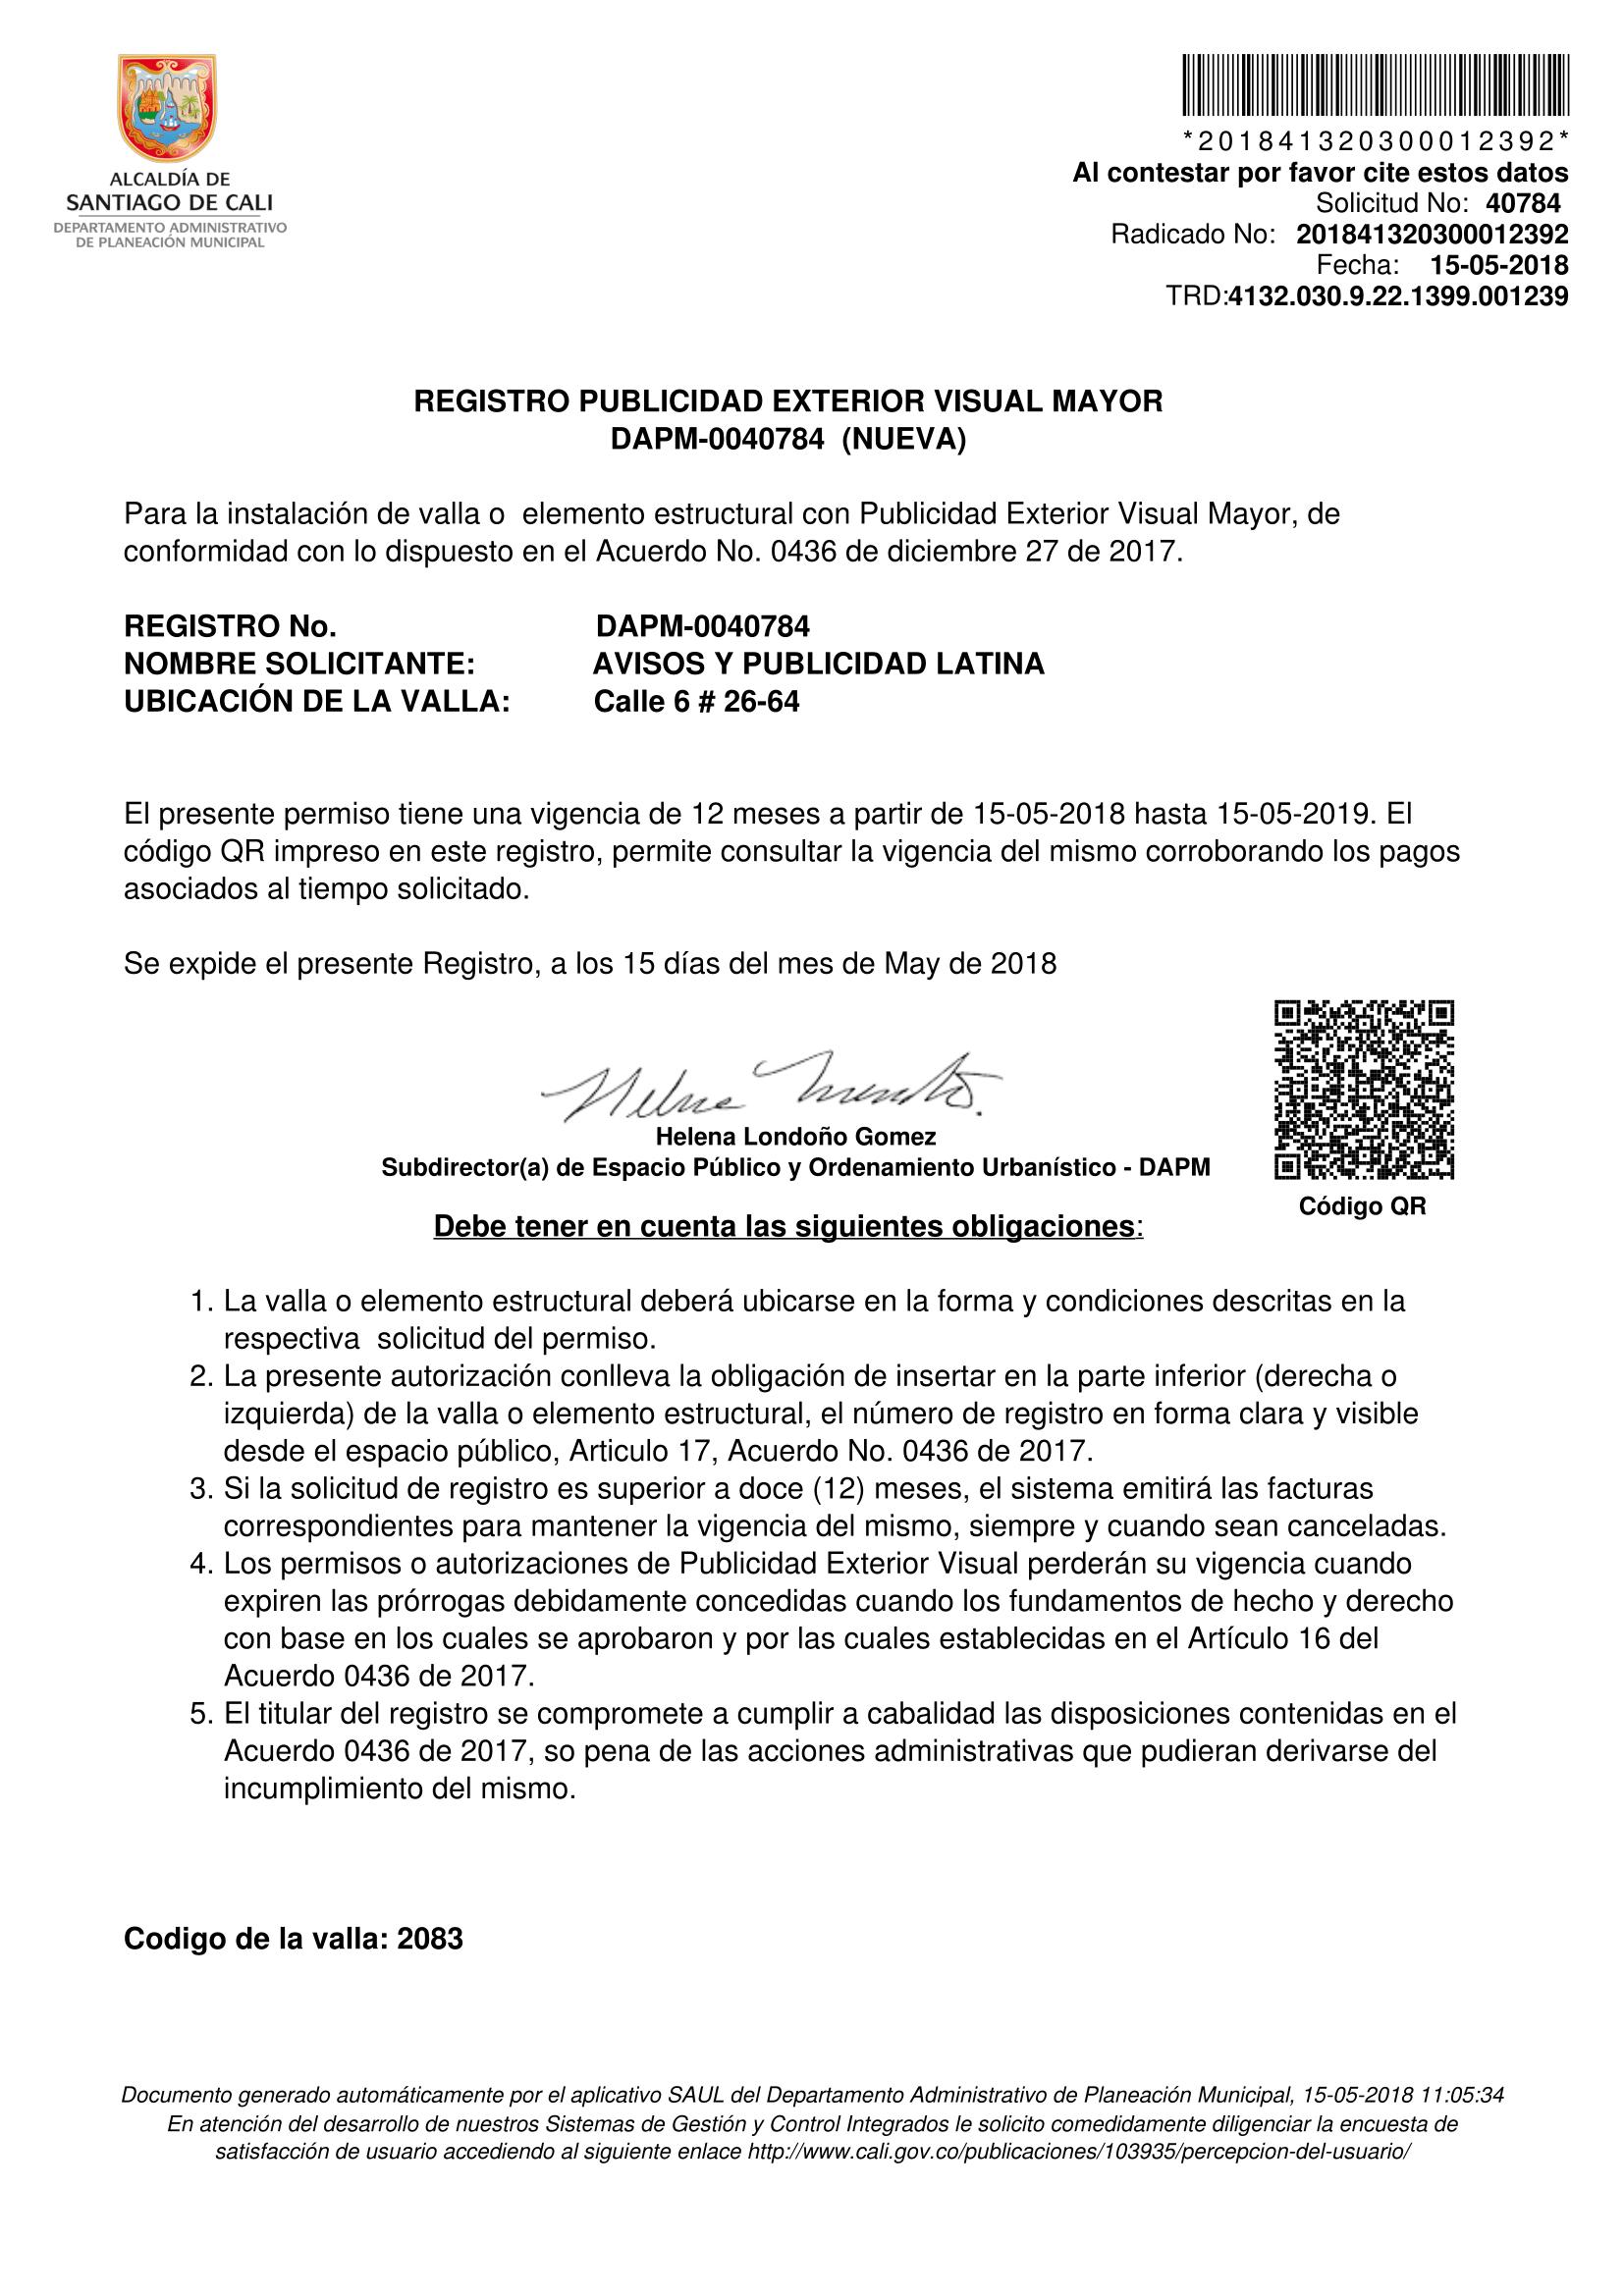 ALCALDÍA DE
SANTIAGO DE CALI
DEPARTAMENTO ADMINISTRATIVO
DE PLANEACIÓN MUNICIPAL
*201841320300012392*
Al contestar por favor cite estos datos
Solicitud No: 40784
Radicado No: 201841320300012392
Fecha: 15-05-2018
TRD:4132.030.9.22.1399.001239
REGISTRO PUBLICIDAD EXTERIOR VISUAL MAYOR
DAPM-0040784 (NUEVA)
Para la instalación de valla o elemento estructural con Publicidad Exterior Visual Mayor, de
conformidad con lo dispuesto en el Acuerdo No. 0436 de diciembre 27 de 2017.
REGISTRO No. DAPM-0040784
NOMBRE SOLICITANTE: AVISOS Y PUBLICIDAD LATINA
UBICACIÓN DE LA VALLA: Calle 6 # 26-64
El presente permiso tiene una vigencia de 12 meses a partir de 15-05-2018 hasta 15-05-2019. El
código QR impreso en este registro, permite consultar la vigencia del mismo corroborando los pagos
asociados al tiempo solicitado.
Se expide el presente Registro, a los 15 días del mes de May de 2018
Helena Londoño Gomez
Subdirector(a) de Espacio Público y Ordenamiento Urbanístico - DAPM
Código QR
Debe tener en cuenta las siguientes obligaciones:
1. La valla o elemento estructural deberá ubicarse en la forma y condiciones descritas en la
respectiva solicitud del permiso.
2. La presente autorización conlleva la obligación de insertar en la parte inferior (derecha o
izquierda) de la valla o elemento estructural, el número de registro en forma clara y visible
desde el espacio público, Articulo 17, Acuerdo No. 0436 de 2017.
3. Si la solicitud de registro es superior a doce (12) meses, el sistema emitirá las facturas
correspondientes para mantener la vigencia del mismo, siempre y cuando sean canceladas.
4. Los permisos o autorizaciones de Publicidad Exterior Visual perderán su vigencia cuando
expiren las prórrogas debidamente concedidas cuando los fundamentos de hecho y derecho
con base en los cuales se aprobaron y por las cuales establecidas en el Artículo 16 del
Acuerdo 0436 de 2017.
5. El titular del registro se compromete a cumplir a cabalidad las disposiciones contenidas en el
Acuerdo 0436 de 2017, so pena de las acciones administrativas que pudieran derivarse del
incumplimiento del mismo.
Codigo de la valla: 2083
Documento generado automáticamente por el aplicativo SAUL del Departamento Administrativo de Planeación Municipal, 15-05-2018 11:05:34
En atención del desarrollo de nuestros Sistemas de Gestión y Control Integrados le solicito comedidamente diligenciar la encuesta de
satisfacción de usuario accediendo al siguiente enlace http://www.cali.gov.co/publicaciones/103935/percepcion-del-usuario/